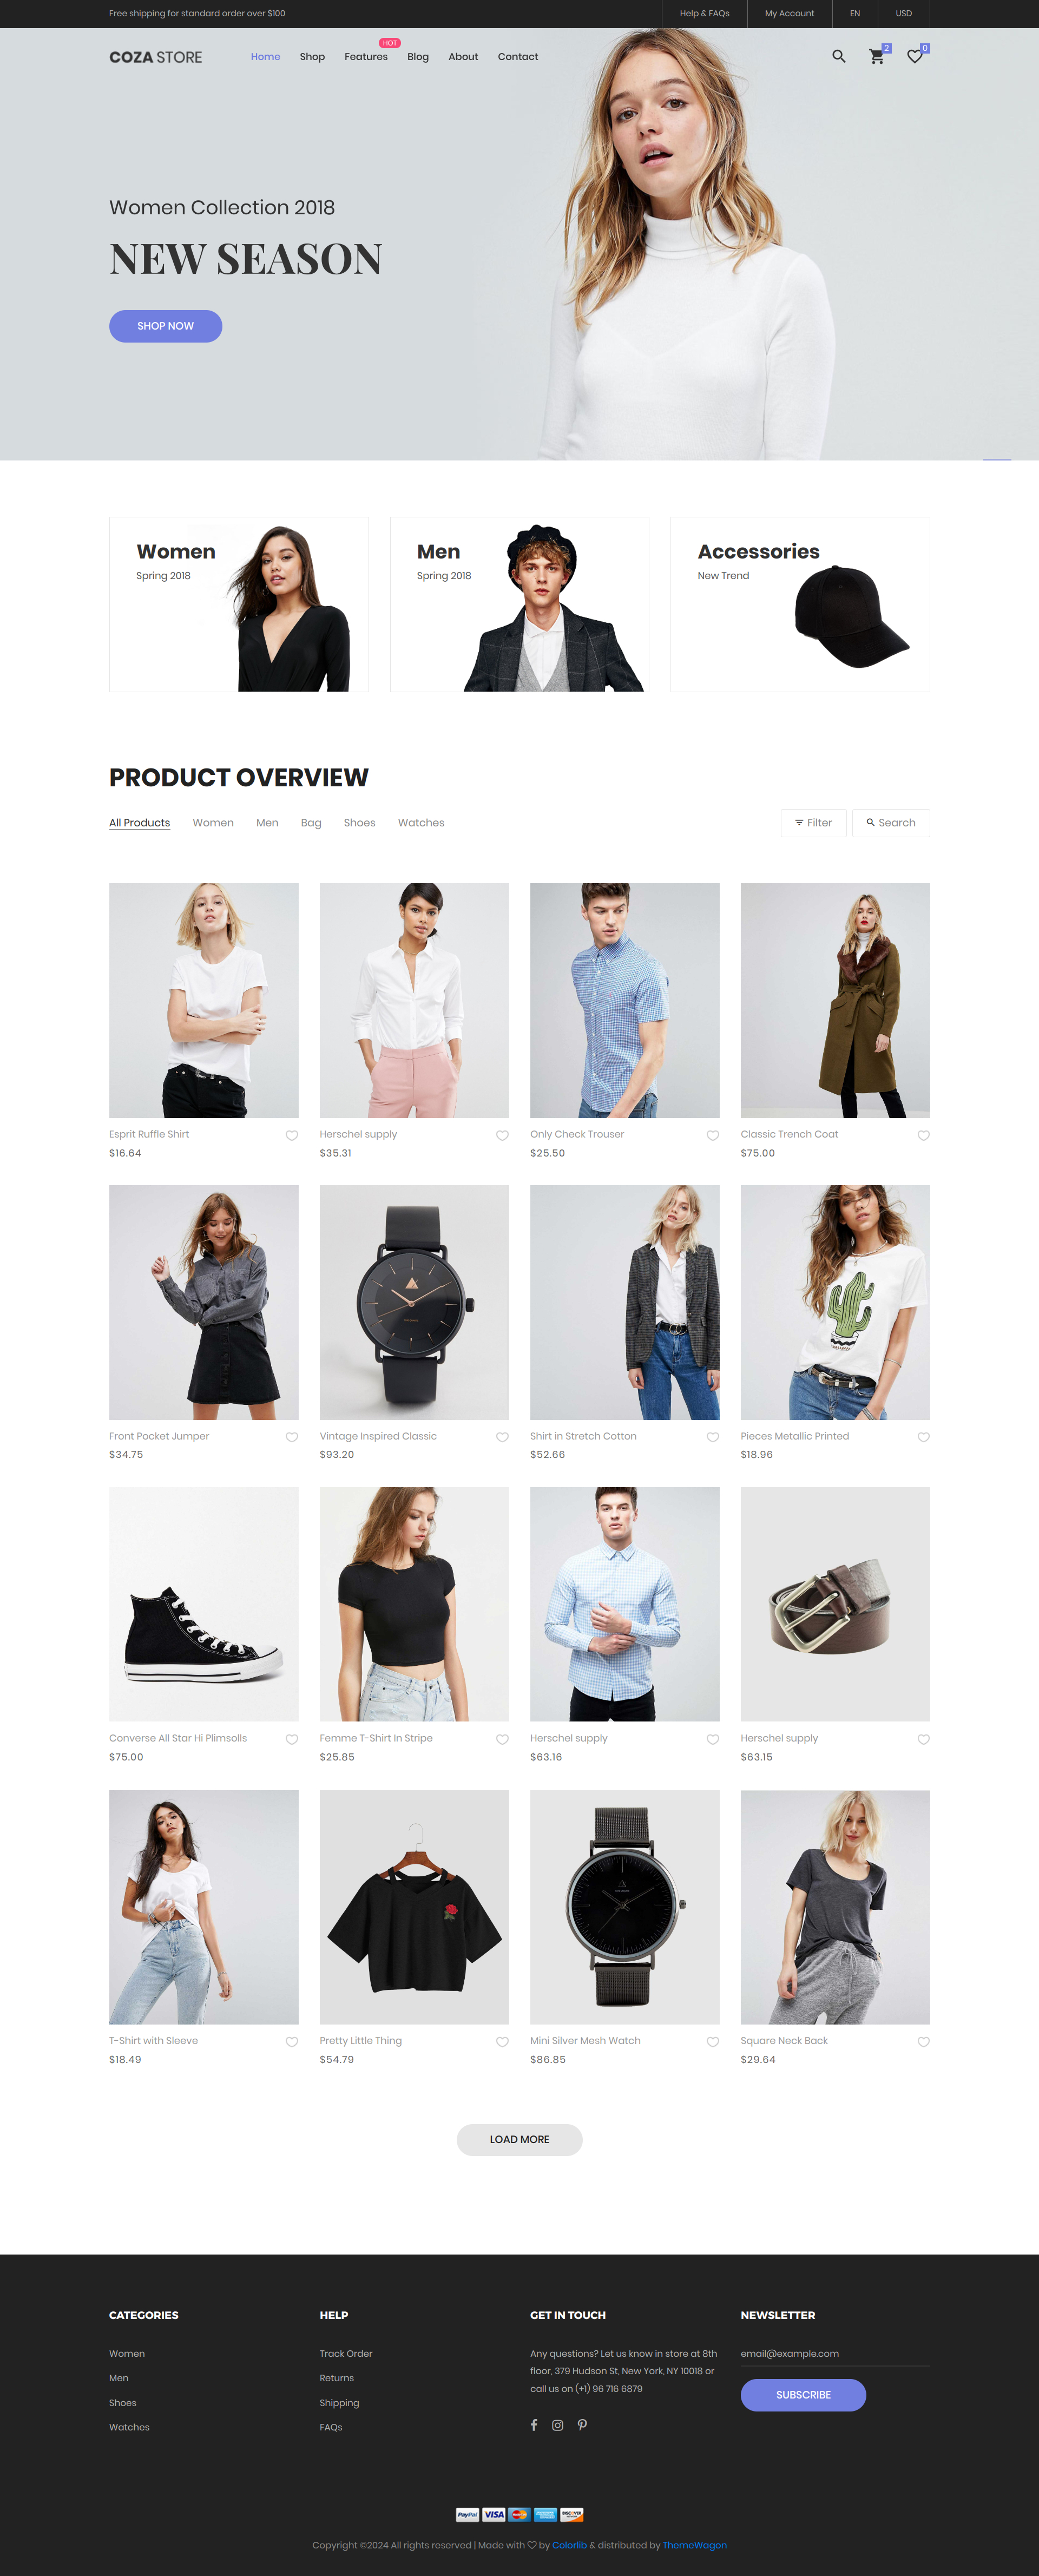 Free shipping for standard order over $100
Help & FAQs
My Account
EN
USD
COZA STORE
Home
Shop
Features
HOT
Blog
About
Contact
2
0
Women Collection 2018
NEW SEASON
SHOP NOW
Women
Spring 2018
Men
Spring 2018
Accessories
New Trend
PRODUCT OVERVIEW
All Products
Women
Men
Bag
Shoes
Watches
Filter
Search
Esprit Ruffle Shirt
$16.64
Herschel supply
$35.31
Only Check Trouser
$25.50
Classic Trench Coat
$75.00
Front Pocket Jumper
$34.75
Vintage Inspired Classic
$93.20
Shirt in Stretch Cotton
$52.66
Pieces Metallic Printed
$18.96
Converse All Star Hi Plimsolls
$75.00
Femme T-Shirt In Stripe
$25.85
Herschel supply
$63.16
Herschel supply
$63.15
T-Shirt with Sleeve
$18.49
Pretty Little Thing
$54.79
Mini Silver Mesh Watch
$86.85
Square Neck Back
$29.64
LOAD MORE
CATEGORIES
Women
Men
Shoes
Watches
HELP
Track Order
Returns
Shipping
FAQs
GET IN TOUCH
Any questions? Let us know in store at 8th
floor, 379 Hudson St, New York, NY 10018 or
call us on (+1) 96 716 6879
NEWSLETTER
email@example.com
SUBSCRIBE
PayPal
VISA
DISCOVER
Copyright ©2024 All rights reserved | Made with ♡ by Colorlib & distributed by ThemeWagon